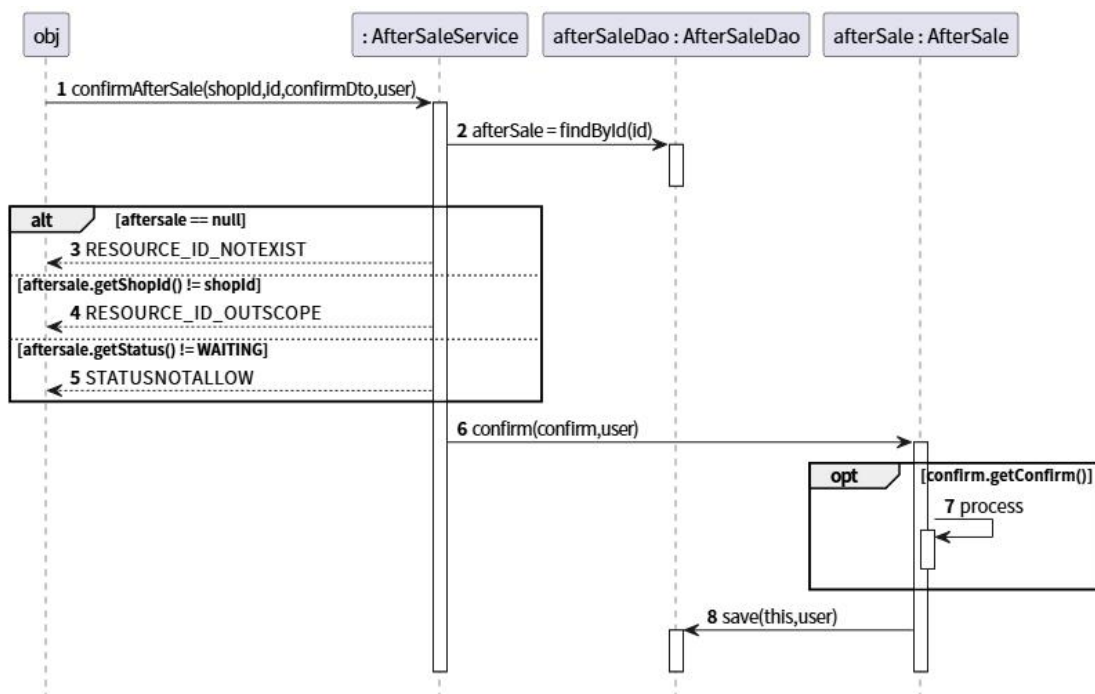 obj
: AfterSaleService
afterSaleDao : AfterSaleDao
afterSale : AfterSale
1 confirmAfterSale(shopId,id,confirmDto,user)
2 afterSale = findById(id)
alt [aftersale == null]
3 RESOURCE_ID_NOTEXIST
[aftersale.getShopId() != shopId]
4 RESOURCE_ID_OUTSCOPE
[aftersale.getStatus() != WAITING]
5 STATUSNOTALLOW
6 confirm(confirm,user)
opt [confirm.getConfirm()]
7 process
8 save(this,user)